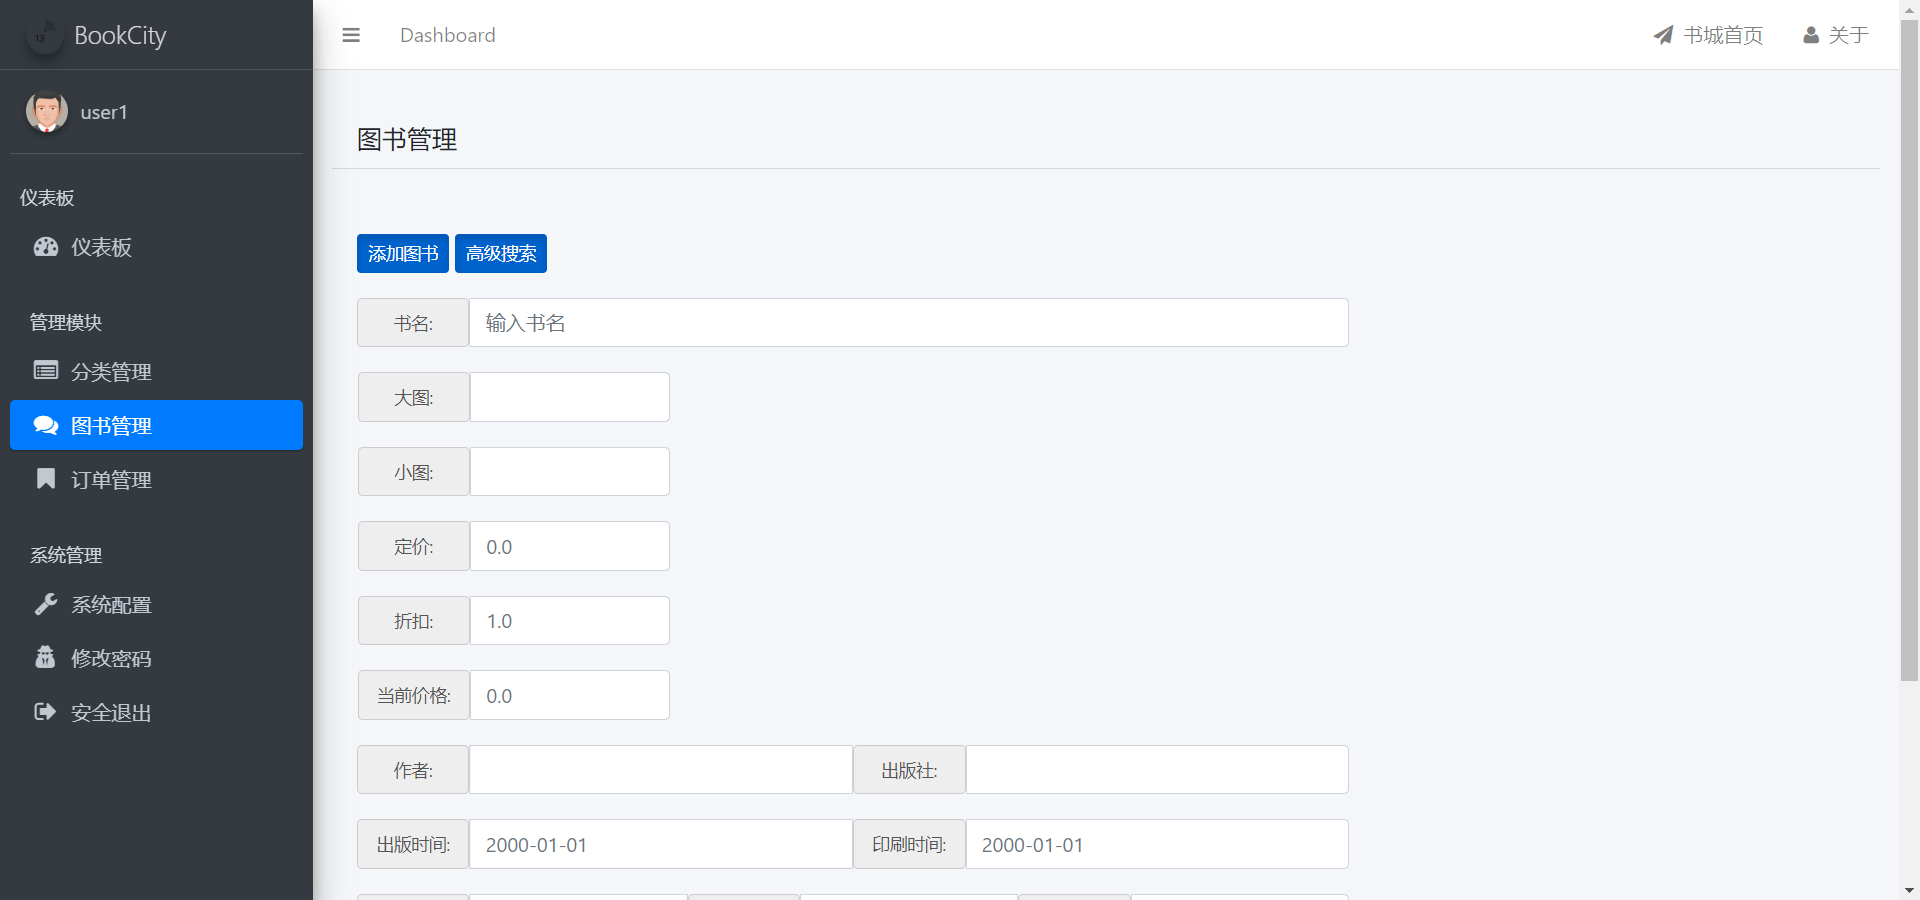 BookCity
Dashboard
书城首页
关于
user1
仪表板
仪表板
管理模块
分类管理
图书管理
订单管理
系统管理
系统配置
修改密码
安全退出
图书管理
添加图书 高级搜索
书名: 输入书名
大图:
小图:
定价: 0.0
折扣: 1.0
当前价格: 0.0
作者: 出版社:
出版时间: 2000-01-01 印刷时间: 2000-01-01